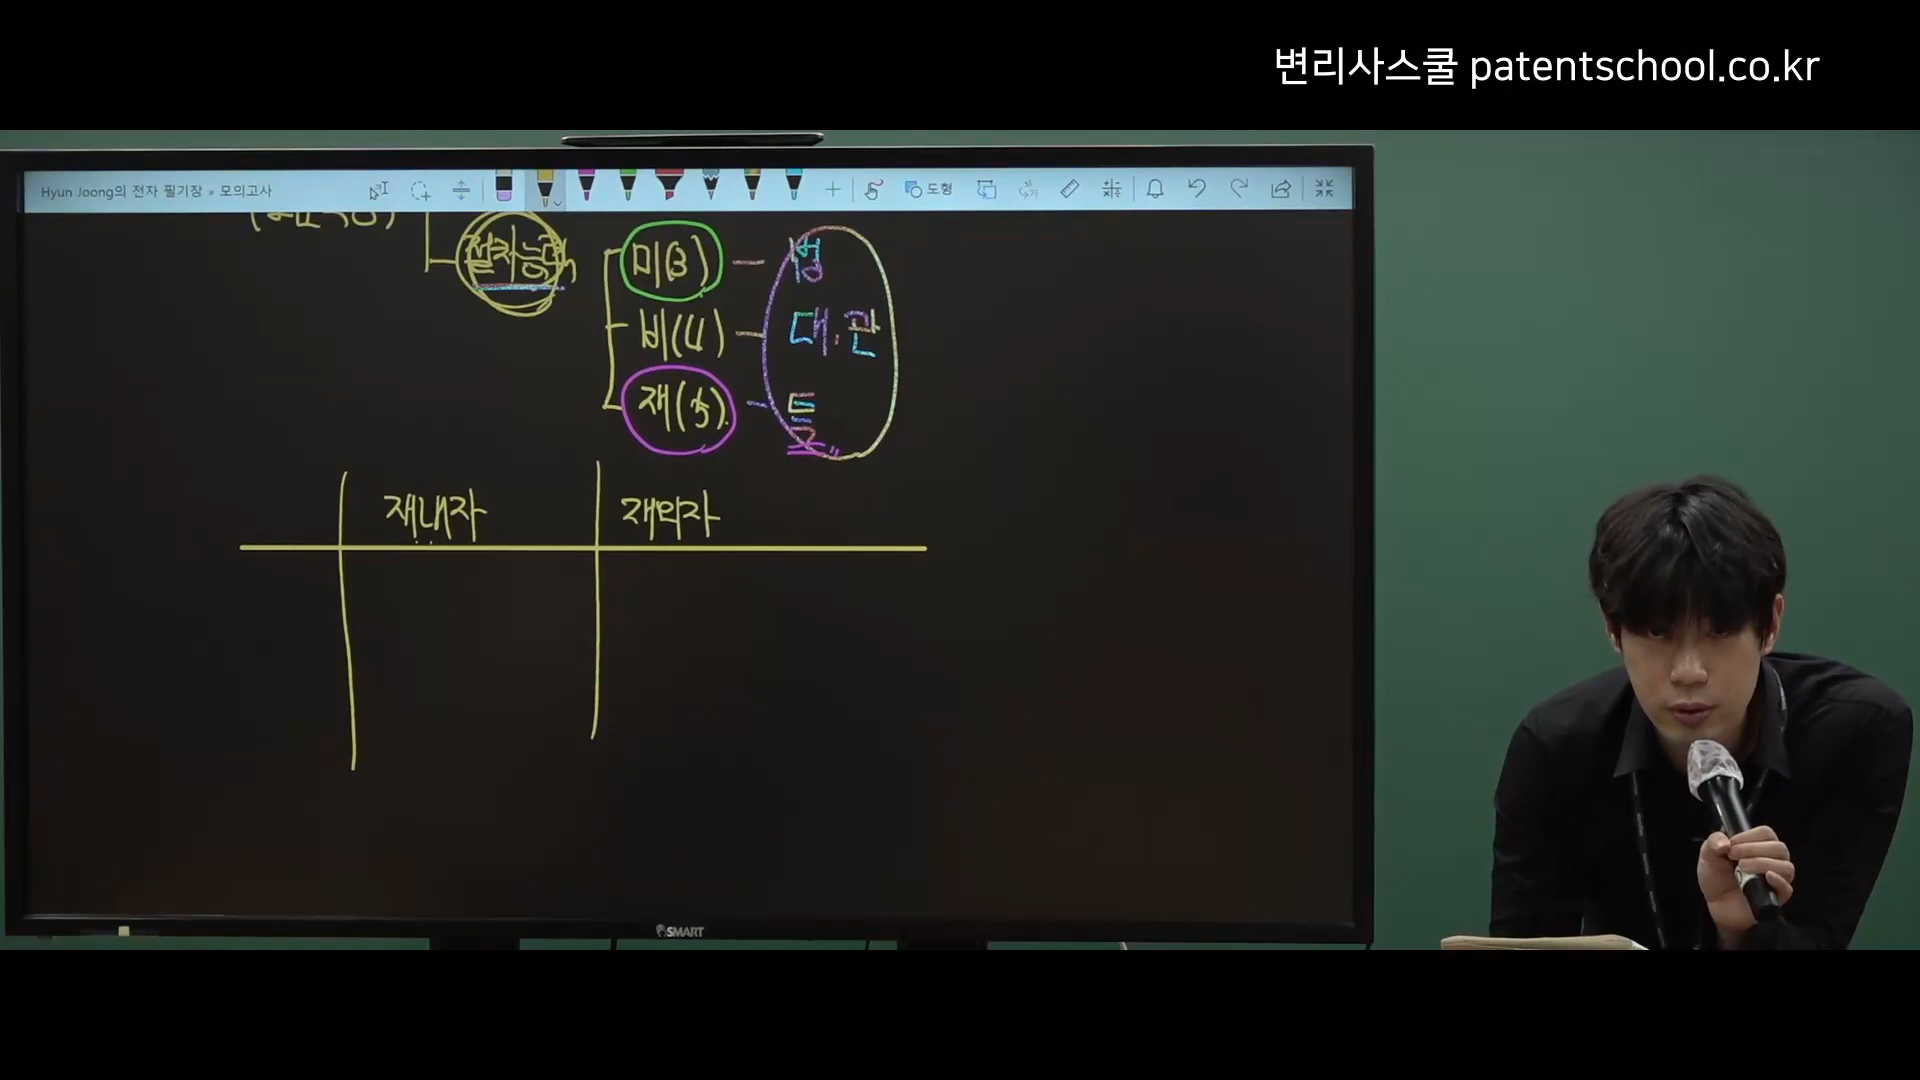 변리사스쿨 patentschool.co.kr
Hyun Joong의 전자 필기장 » 모의고사
도형
절차능력
미(3) - 법
비(4) - 대·관
재(5) - 특
재내자 재외자
SMART